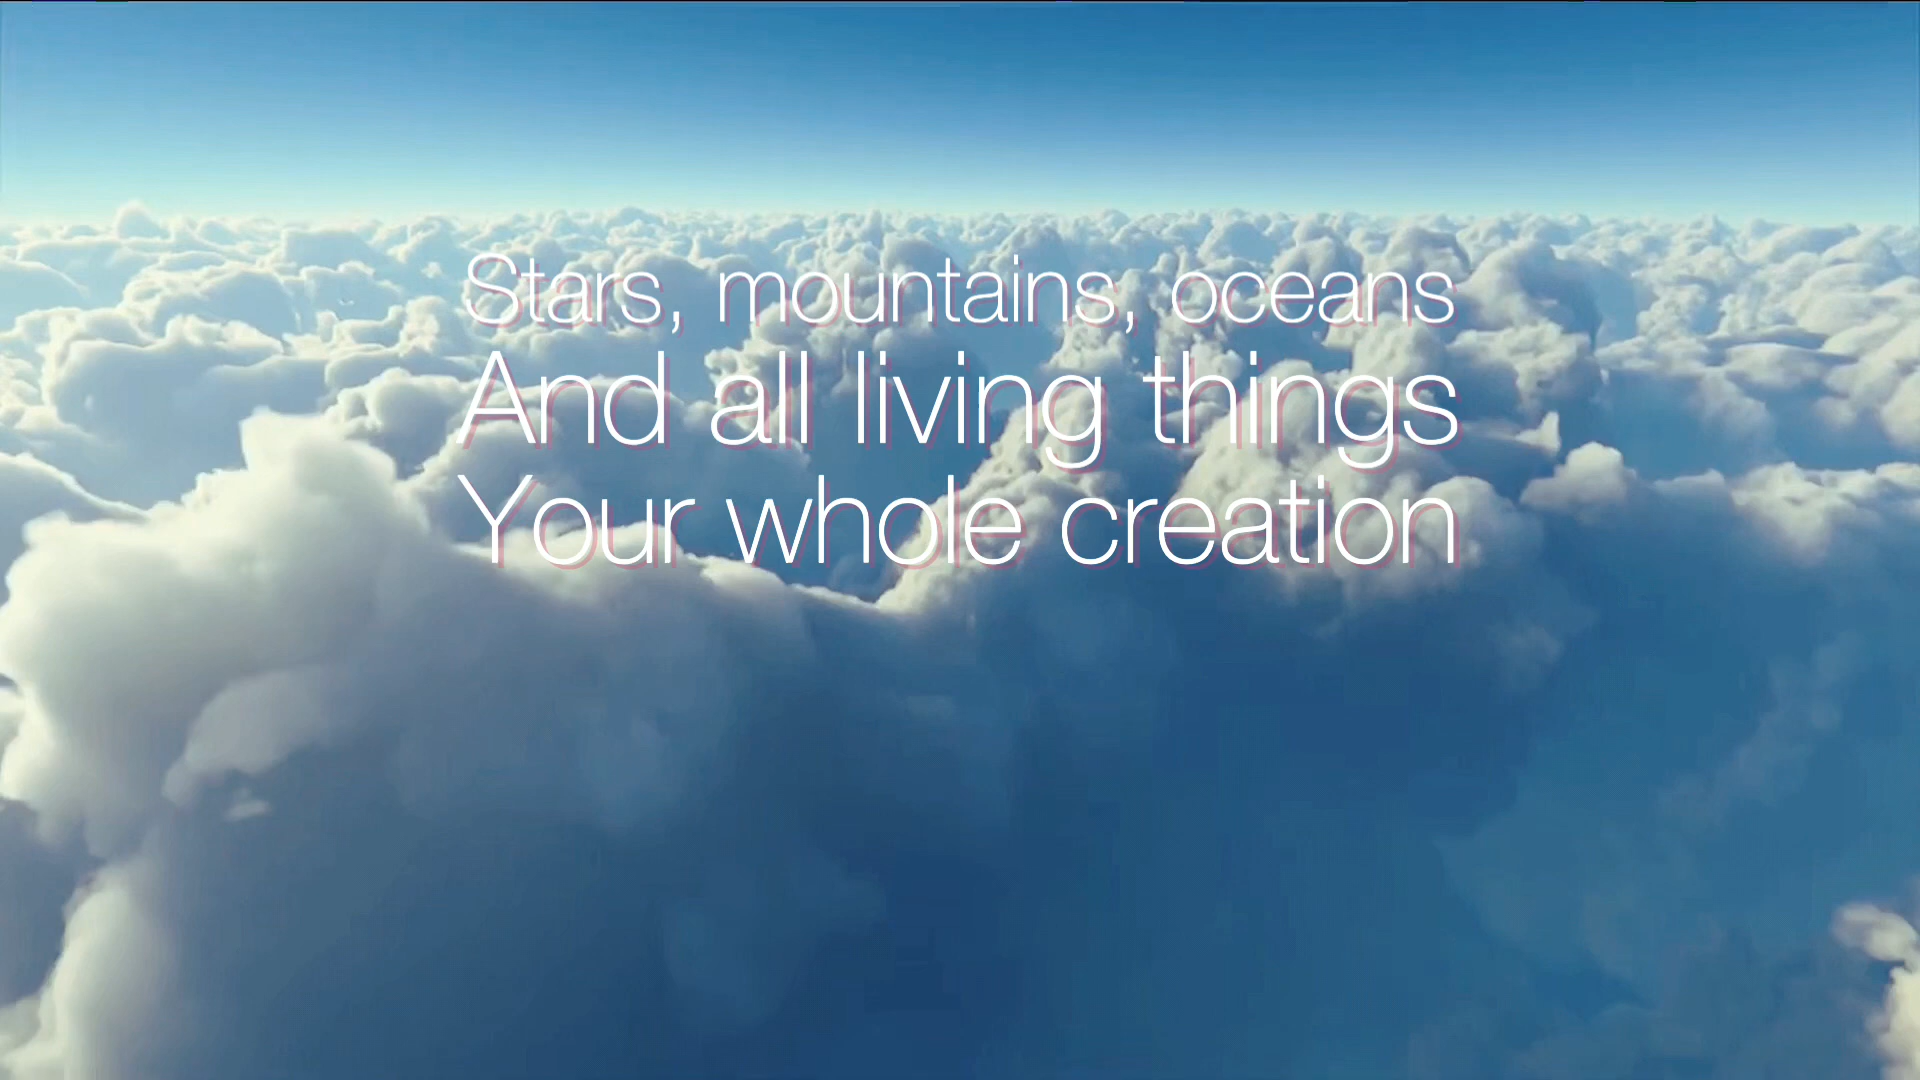 Stars, mountains, oceans
And all living things
Your whole creation